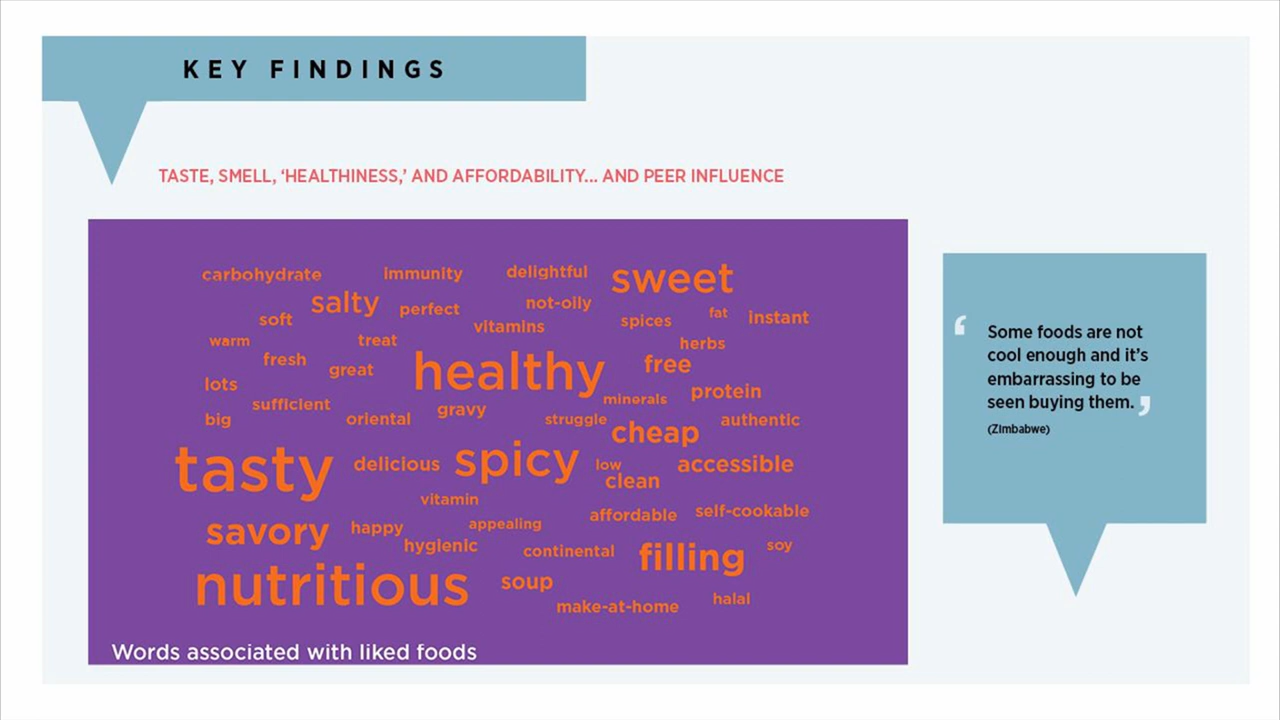 KEY FINDINGS
TASTE, SMELL, ‘HEALTHINESS,’ AND AFFORDABILITY... AND PEER INFLUENCE
carbohydrate immunity delightful sweet
salty perfect not-oily
soft vitamins spices fat instant
warm treat herbs
fresh great healthy free
lots minerals protein
big sufficient oriental gravy struggle cheap authentic
tasty delicious spicy low clean accessible
vitamin
savory happy appealing affordable self-cookable
hygienic continental filling soy
nutritious soup
make-at-home halal
Words associated with liked foods
‘ Some foods are not
cool enough and it’s
embarrassing to be
seen buying them. ’
(Zimbabwe)